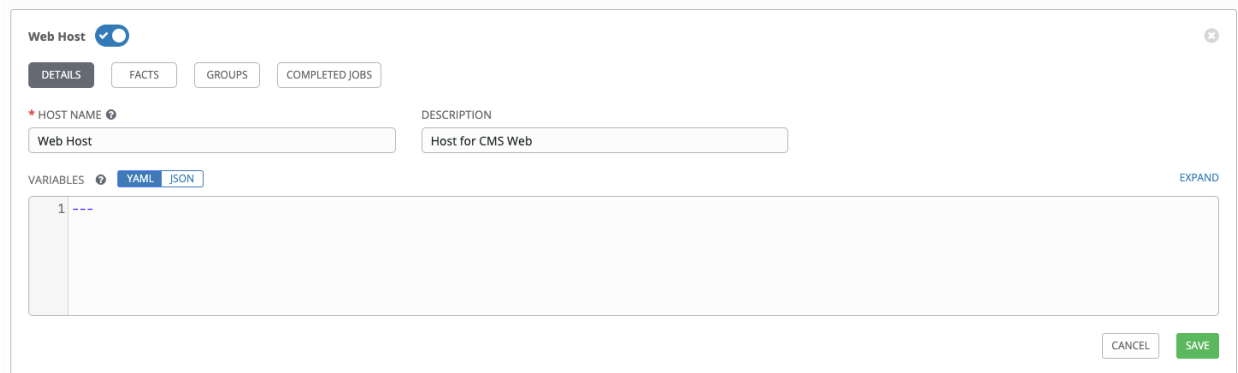 Web Host
DETAILS FACTS GROUPS COMPLETED JOBS
* HOST NAME DESCRIPTION
Web Host Host for CMS Web
VARIABLES YAML JSON EXPAND
1 ---
CANCEL SAVE